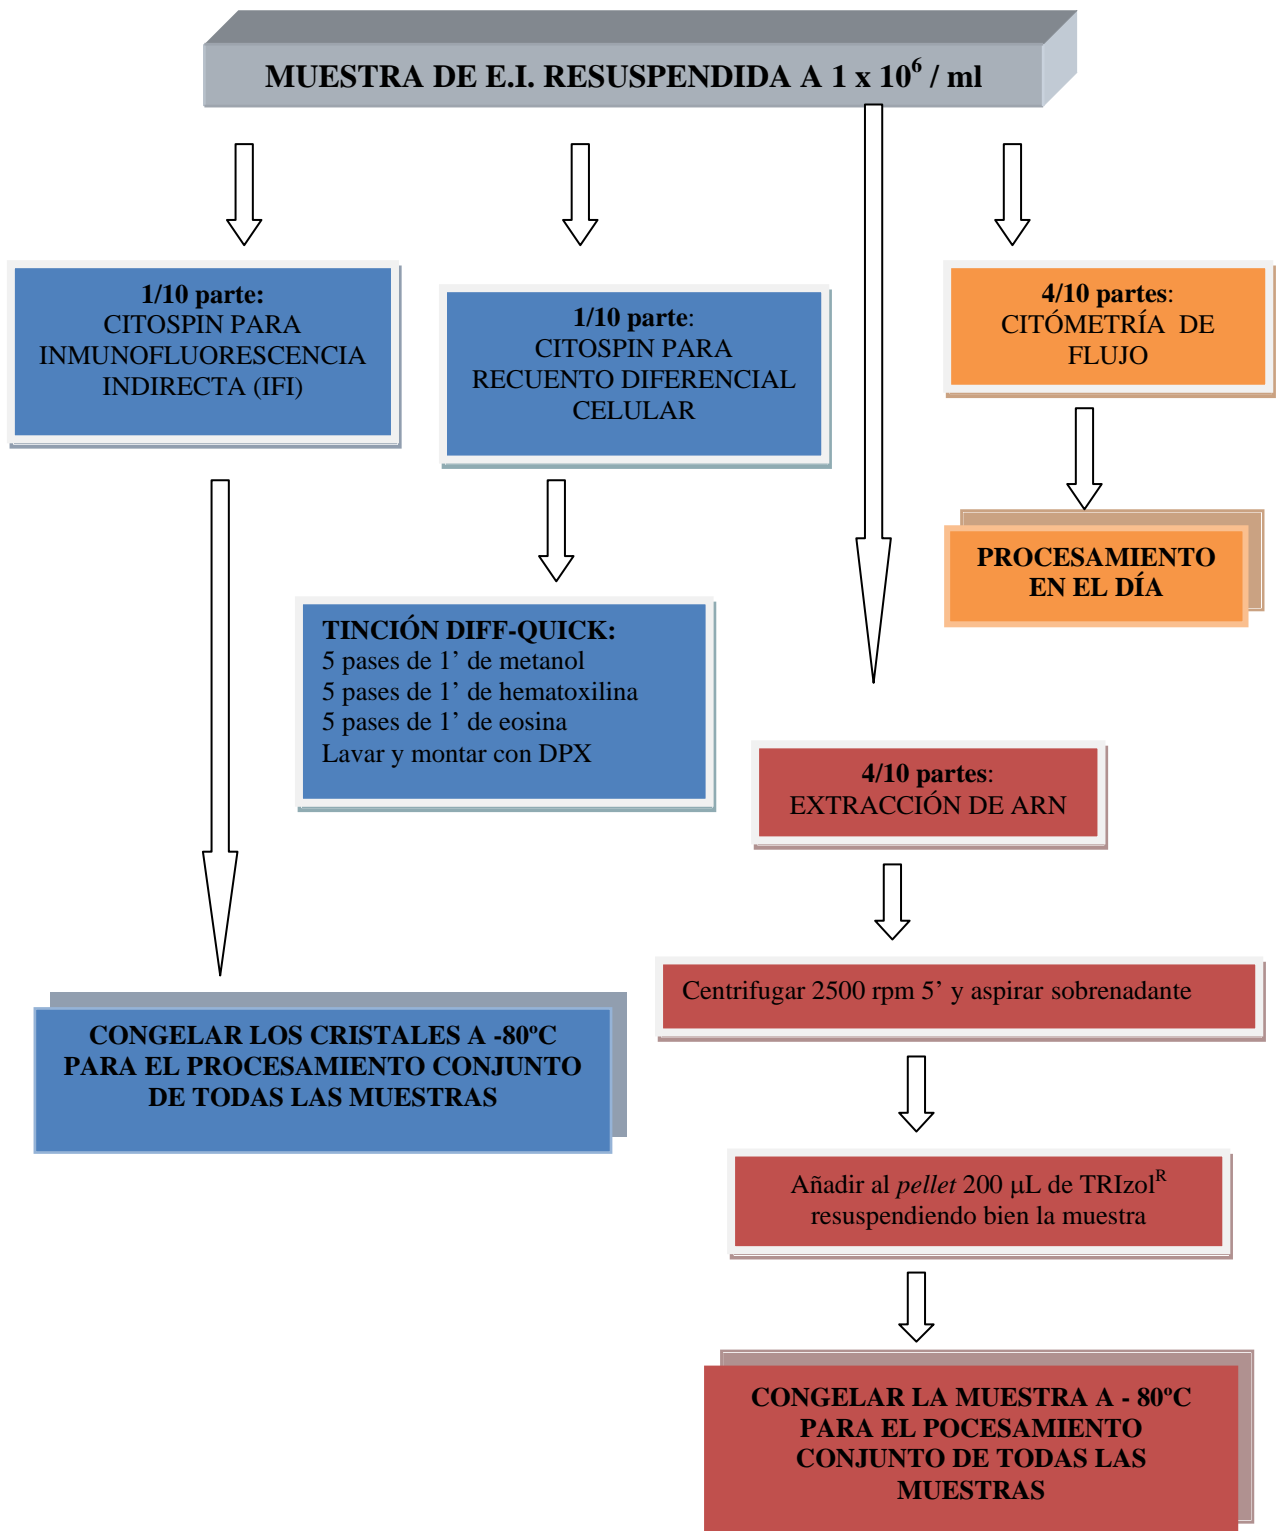 MUESTRA DE E.I. RESUSPENDIDA A 1 x 10⁶ / ml
1/10 parte:
CITOSPIN PARA
INMUNOFLUORESCENCIA
INDIRECTA (IFI)
1/10 parte:
CITOSPIN PARA
RECUENTO DIFERENCIAL
CELULAR
4/10 partes:
CITÓMETRÍA DE
FLUJO
PROCESAMIENTO
EN EL DÍA
TINCIÓN DIFF-QUICK:
5 pases de 1’ de metanol
5 pases de 1’ de hematoxilina
5 pases de 1’ de eosina
Lavar y montar con DPX
4/10 partes:
EXTRACCIÓN DE ARN
Centrifugar 2500 rpm 5’ y aspirar sobrenadante
CONGELAR LOS CRISTALES A -80ºC
PARA EL PROCESAMIENTO CONJUNTO
DE TODAS LAS MUESTRAS
Añadir al pellet 200 µL de TRIzolᴿ
resuspendiendo bien la muestra
CONGELAR LA MUESTRA A - 80ºC
PARA EL POCESAMIENTO
CONJUNTO DE TODAS LAS
MUESTRAS